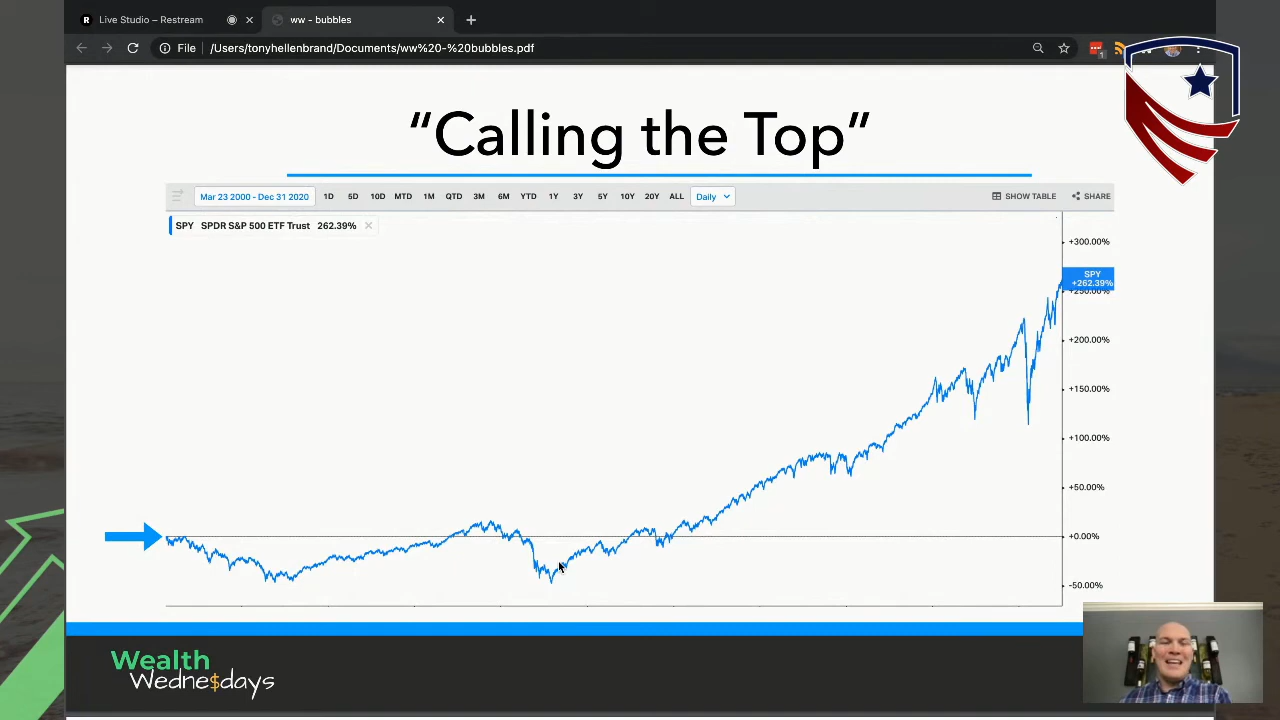 R Live Studio – Restream
ww - bubbles
File
/Users/tonyhellenbrand/Documents/ww%20-%20bubbles.pdf
1
“Calling the Top”
Mar 23 2000 - Dec 31 2020 1D 5D 10D MTD 1M QTD 3M 6M YTD 1Y 3Y 5Y 10Y 20Y ALL Daily SHOW TABLE SHARE
SPY SPDR S&P 500 ETF Trust 262.39%
+300.00%
SPY
+262.39%
+250.00%
+200.00%
+150.00%
+100.00%
+50.00%
+0.00%
-50.00%
Wealth
Wedne$days